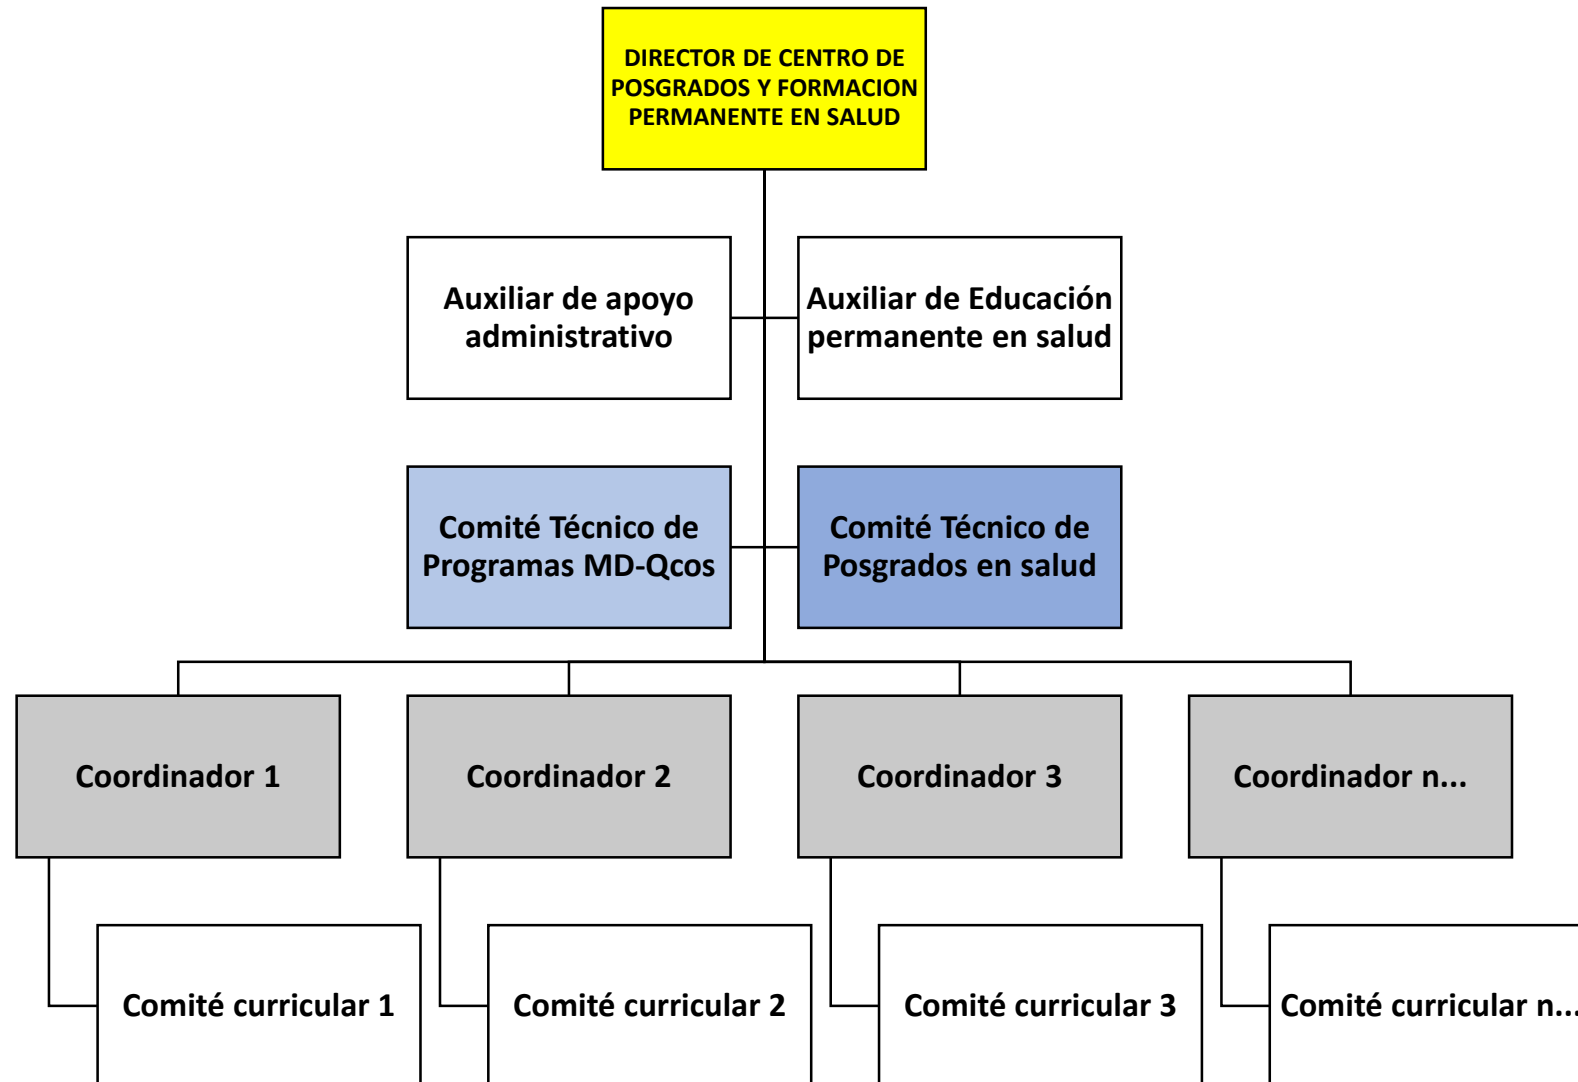 DIRECTOR DE CENTRO DE
POSGRADOS Y FORMACION
PERMANENTE EN SALUD
Auxiliar de apoyo
administrativo
Auxiliar de Educación
permanente en salud
Comité Técnico de
Programas MD-Qcos
Comité Técnico de
Posgrados en salud
Coordinador 1
Coordinador 2
Coordinador 3
Coordinador n...
Comité curricular 1
Comité curricular 2
Comité curricular 3
Comité curricular n...